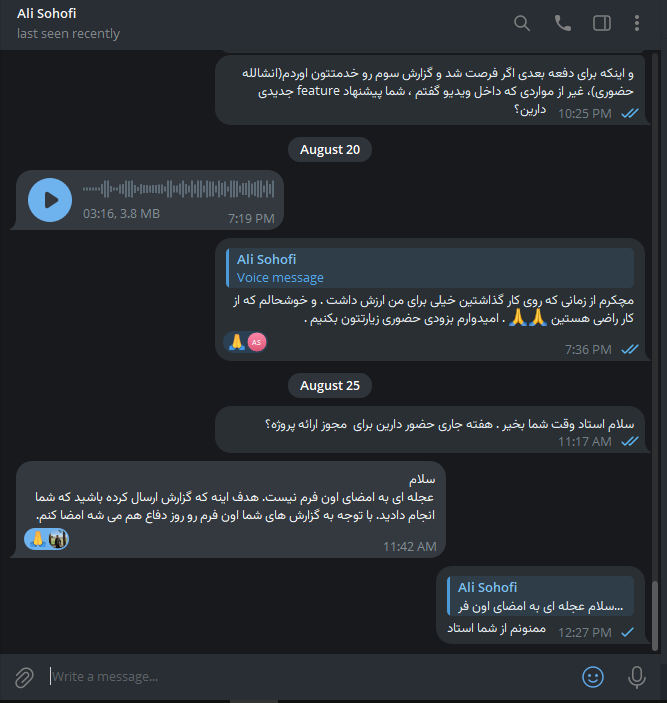 Ali Sohofi
last seen recently
و اینکه برای دفعه بعدی اگر فرصت شد و گزارش سوم رو خدمتتون اوردم(انشالله
حضوری)، غیر از مواردی که داخل ویدیو گفتم ، شما پیشنهاد feature جدیدی
دارین؟
10:25 PM
August 20
03:16, 3.8 MB
7:19 PM
Ali Sohofi
Voice message
مچکرم از زمانی که روی کار گذاشتین خیلی برای من ارزش داشت . و خوشحالم که از
کار راضی هستین 🙏🙏 . امیدوارم بزودی حضوری زیارتتون بکنیم .
🙏 AS
7:36 PM
August 25
سلام استاد وقت شما بخیر . هفته جاری حضور دارین برای مجوز ارائه پروژه؟
11:17 AM
سلام
عجله ای به امضای اون فرم نیست. هدف اینه که گزارش ارسال کرده باشید که شما
انجام دادید. با توجه به گزارش های شما اون فرم رو روز دفاع هم می شه امضا کنم.
🙏
11:42 AM
Ali Sohofi
سلام عجله ای به امضای اون فر...
ممنونم از شما استاد
12:27 PM
Write a message...